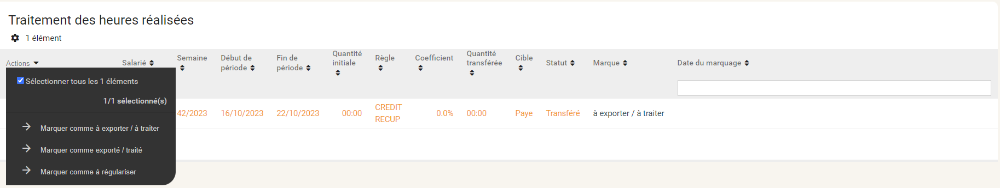 Traitement des heures réalisées
1 élément
Actions Salarié Semaine Début de période Fin de période Quantité initiale Règle Coefficient Quantité transférée Cible Statut Marque Date du marquage
Sélectionner tous les 1 éléments
1/1 sélectionné(s)
42/2023 16/10/2023 22/10/2023 00:00 CREDIT RECUP 0.0% 00:00 Paye Transféré à exporter / à traiter
Marquer comme à exporter / à traiter
Marquer comme exporté / traité
Marquer comme à régulariser